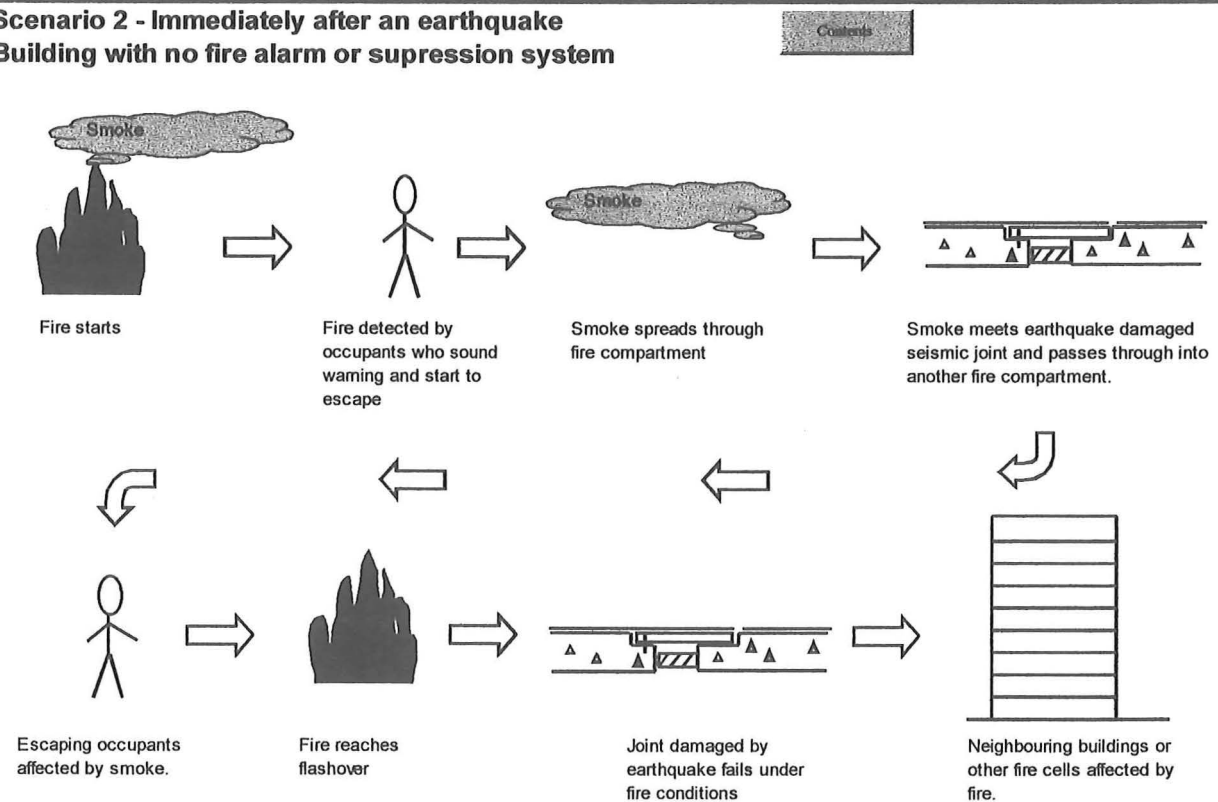 Scenario 2 - Immediately after an earthquake
Building with no fire alarm or supression system
Contents
Smoke
Fire starts
Fire detected by
occupants who sound
warning and start to
escape
Smoke
Smoke spreads through
fire compartment
Smoke meets earthquake damaged
seismic joint and passes through into
another fire compartment.
Escaping occupants
affected by smoke.
Fire reaches
flashover
Joint damaged by
earthquake fails under
fire conditions
Neighbouring buildings or
other fire cells affected by
fire.